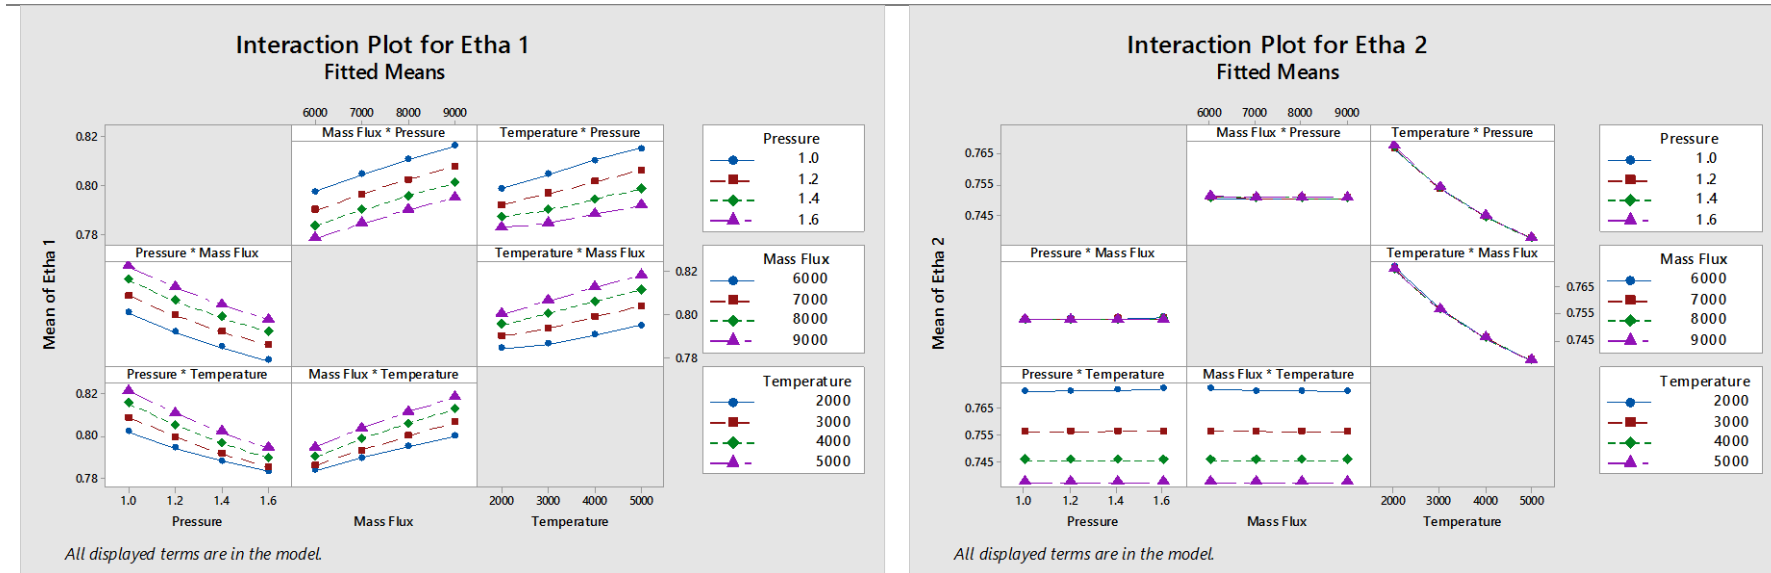 Interaction Plot for Etha 1
Fitted Means
6000 7000 8000 9000
Mass Flux * Pressure
Temperature * Pressure
0.82
0.80
0.78
Pressure * Mass Flux
Temperature * Mass Flux
0.82
0.80
0.78
Pressure * Temperature
Mass Flux * Temperature
0.82
0.80
0.78
Mean of Etha 1
1.0 1.2 1.4 1.6
2000 3000 4000 5000
Pressure
Mass Flux
Temperature
Pressure
1.0
1.2
1.4
1.6
Mass Flux
6000
7000
8000
9000
Temperature
2000
3000
4000
5000
All displayed terms are in the model.
Interaction Plot for Etha 2
Fitted Means
6000 7000 8000 9000
Mass Flux * Pressure
Temperature * Pressure
0.765
0.755
0.745
Pressure * Mass Flux
Temperature * Mass Flux
0.765
0.755
0.745
Pressure * Temperature
Mass Flux * Temperature
0.765
0.755
0.745
Mean of Etha 2
1.0 1.2 1.4 1.6
2000 3000 4000 5000
Pressure
Mass Flux
Temperature
Pressure
1.0
1.2
1.4
1.6
Mass Flux
6000
7000
8000
9000
Temperature
2000
3000
4000
5000
All displayed terms are in the model.